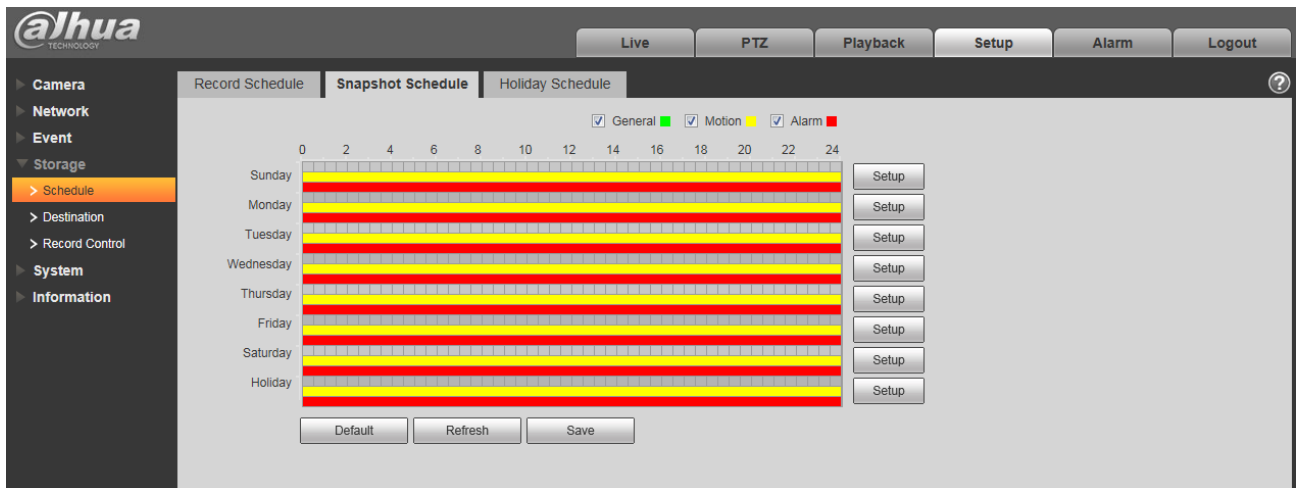 alhua
TECHNOLOGY
Live PTZ Playback Setup Alarm Logout
Camera
Network
Event
Storage
Schedule
Destination
Record Control
System
Information
Record Schedule Snapshot Schedule Holiday Schedule ?
General Motion Alarm
0 2 4 6 8 10 12 14 16 18 20 22 24
Sunday Setup
Monday Setup
Tuesday Setup
Wednesday Setup
Thursday Setup
Friday Setup
Saturday Setup
Holiday Setup
Default Refresh Save